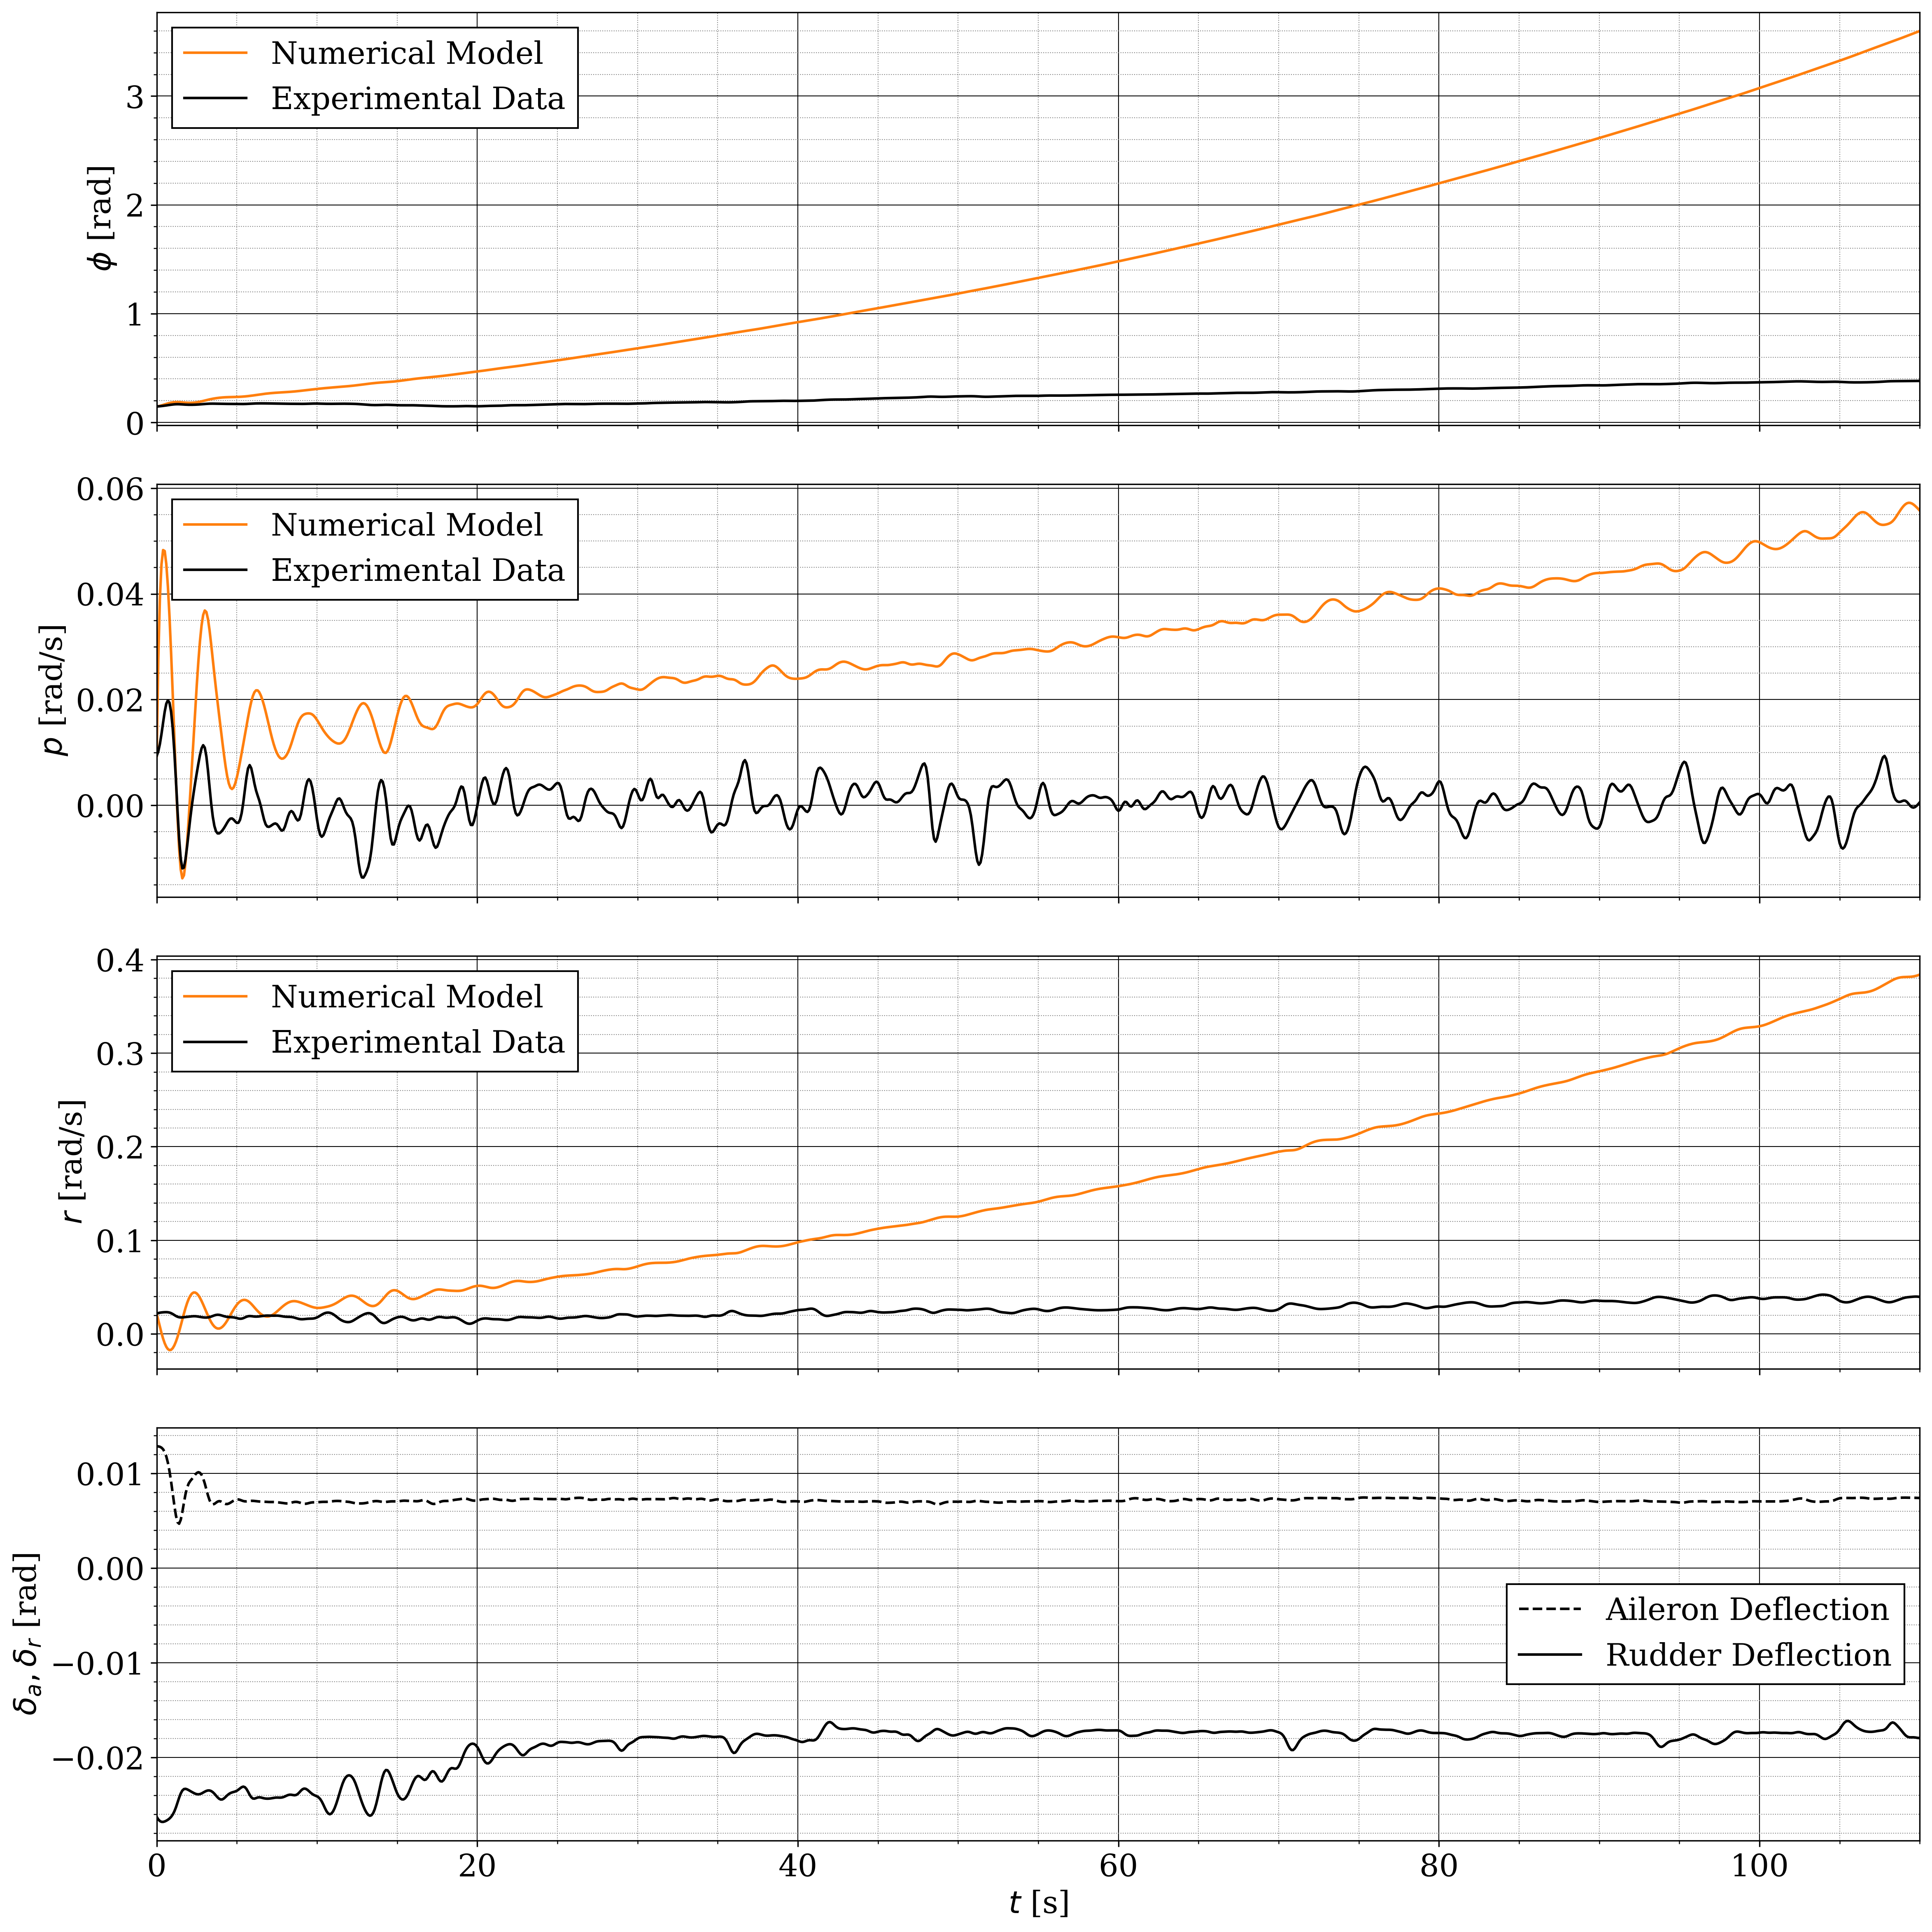 Numerical Model
Experimental Data
3
2
1
0
ϕ [rad]
Numerical Model
Experimental Data
0.06
0.04
0.02
0.00
p [rad/s]
Numerical Model
Experimental Data
0.4
0.3
0.2
0.1
0.0
r [rad/s]
0.01
0.00
−0.01
−0.02
δₐ, δᵣ [rad]
Aileron Deflection
Rudder Deflection
0 20 40 60 80 100
t [s]